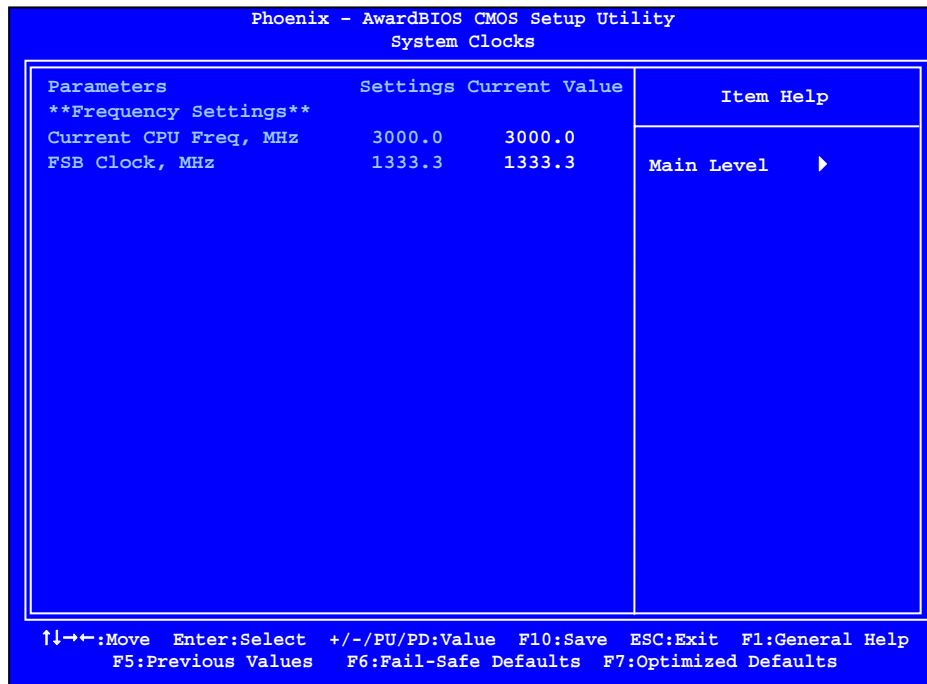 Phoenix - AwardBIOS CMOS Setup Utility
System Clocks
Parameters Settings Current Value
**Frequency Settings**
Current CPU Freq, MHz 3000.0 3000.0
FSB Clock, MHz 1333.3 1333.3
Item Help
Main Level
↑↓→←:Move Enter:Select +/-/PU/PD:Value F10:Save ESC:Exit F1:General Help
F5:Previous Values F6:Fail-Safe Defaults F7:Optimized Defaults